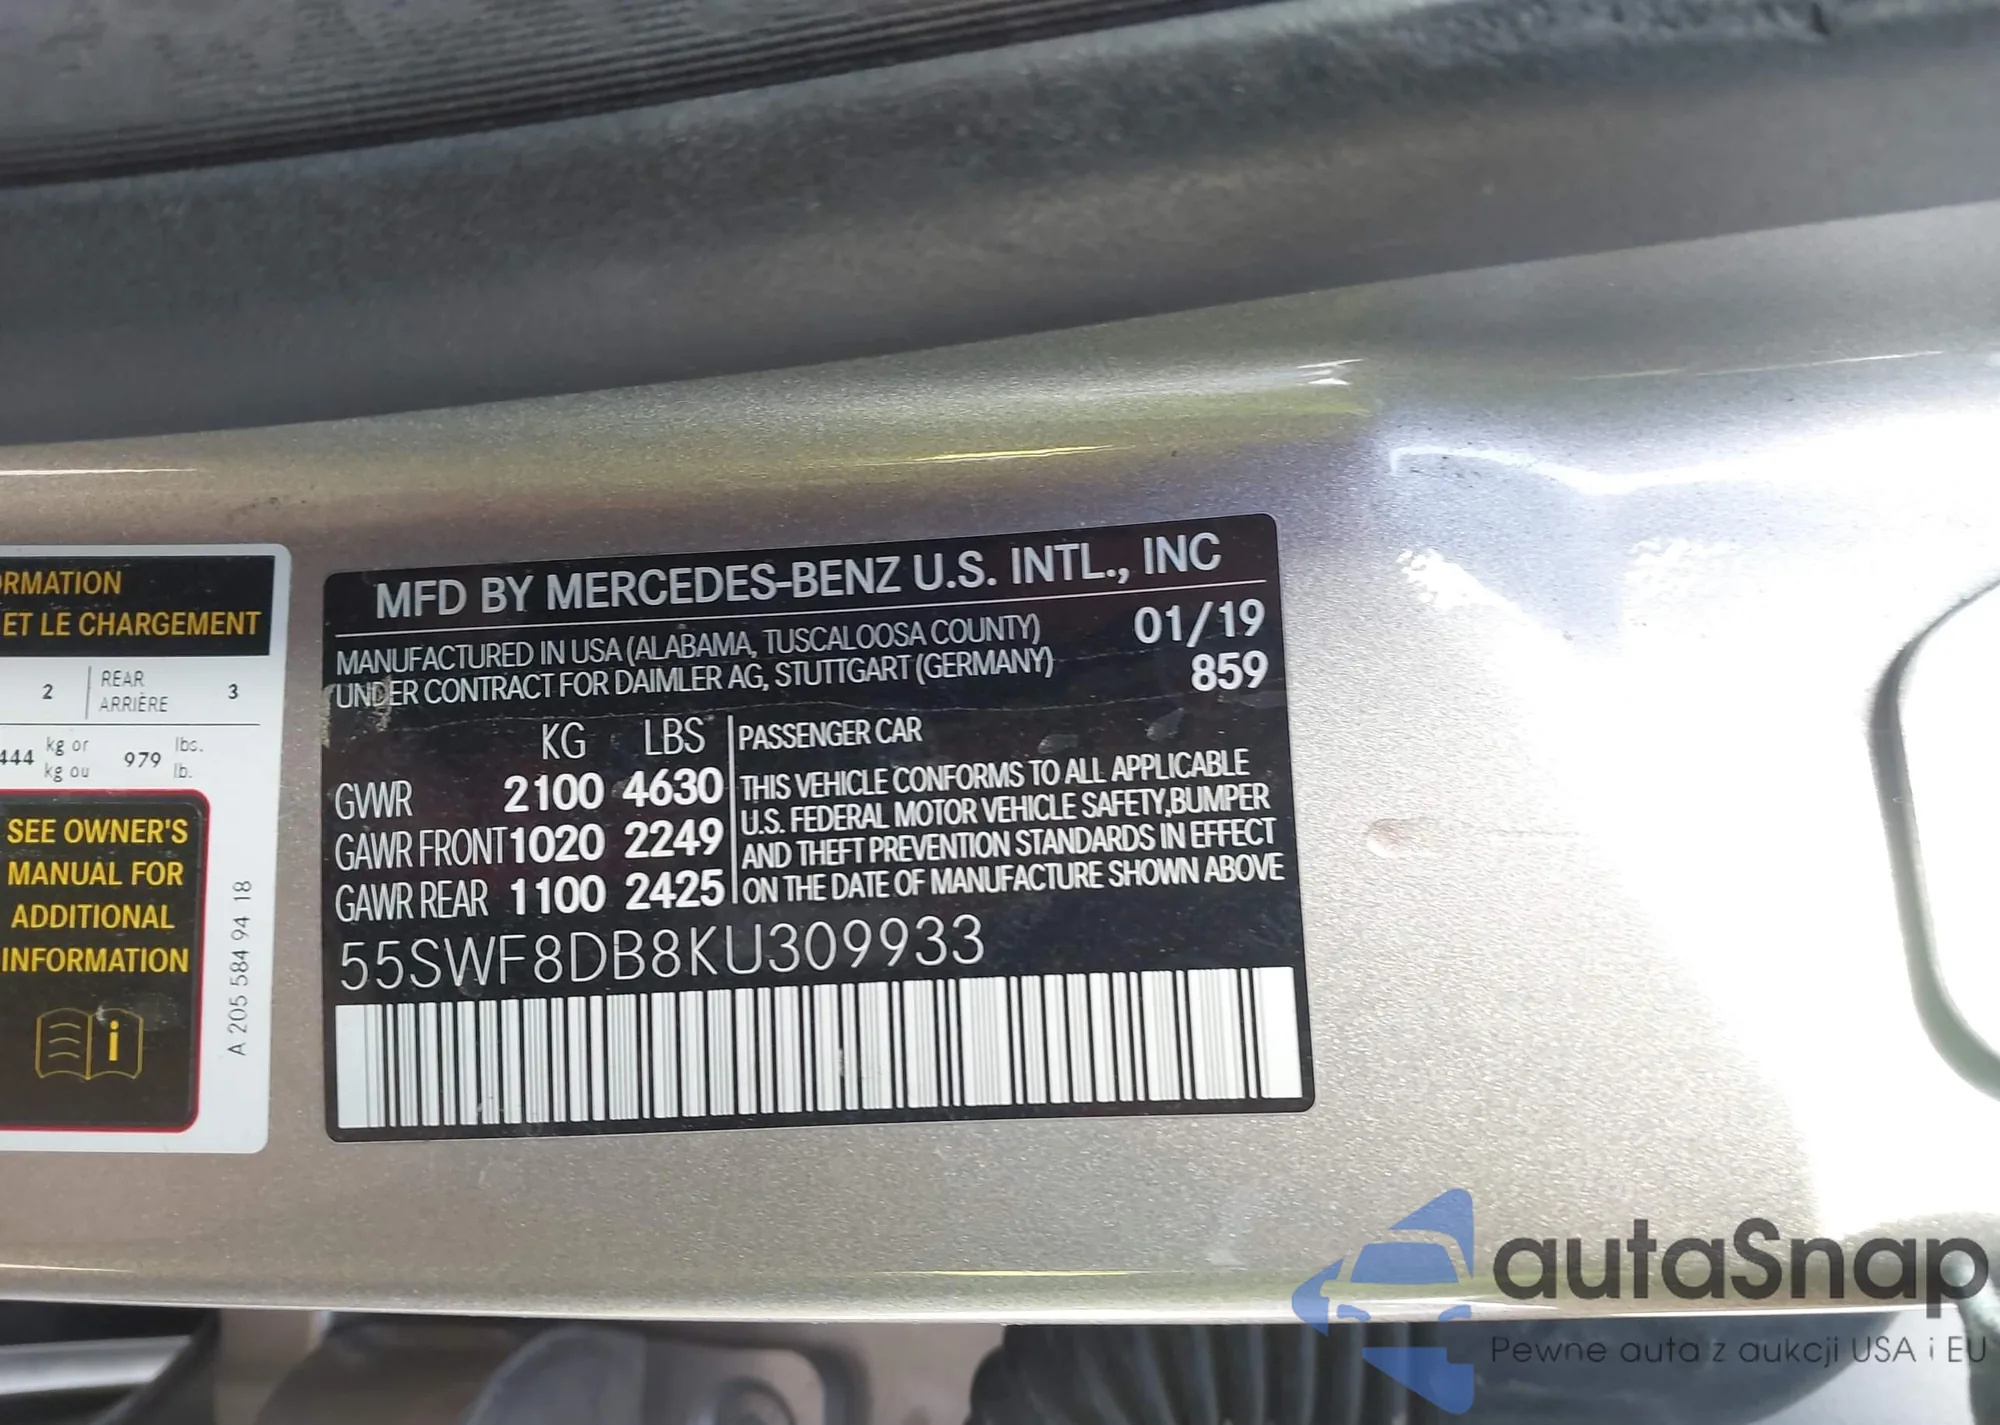 RMATION
ET LE CHARGEMENT
2 REAR ARRIÈRE 3
444 kg or kg ou 979 lbs. lb.
SEE OWNER'S
MANUAL FOR
ADDITIONAL
INFORMATION
i
A 205 584 94 18
MFD BY MERCEDES-BENZ U.S. INTL., INC
MANUFACTURED IN USA (ALABAMA, TUSCALOOSA COUNTY) 01/19
UNDER CONTRACT FOR DAIMLER AG, STUTTGART (GERMANY) 859
KG LBS
GVWR 2100 4630
GAWR FRONT 1020 2249
GAWR REAR 1100 2425
PASSENGER CAR
THIS VEHICLE CONFORMS TO ALL APPLICABLE
U.S. FEDERAL MOTOR VEHICLE SAFETY,BUMPER
AND THEFT PREVENTION STANDARDS IN EFFECT
ON THE DATE OF MANUFACTURE SHOWN ABOVE
55SWF8DB8KU309933
autaSnap
Pewne auta z aukcji USA i EU